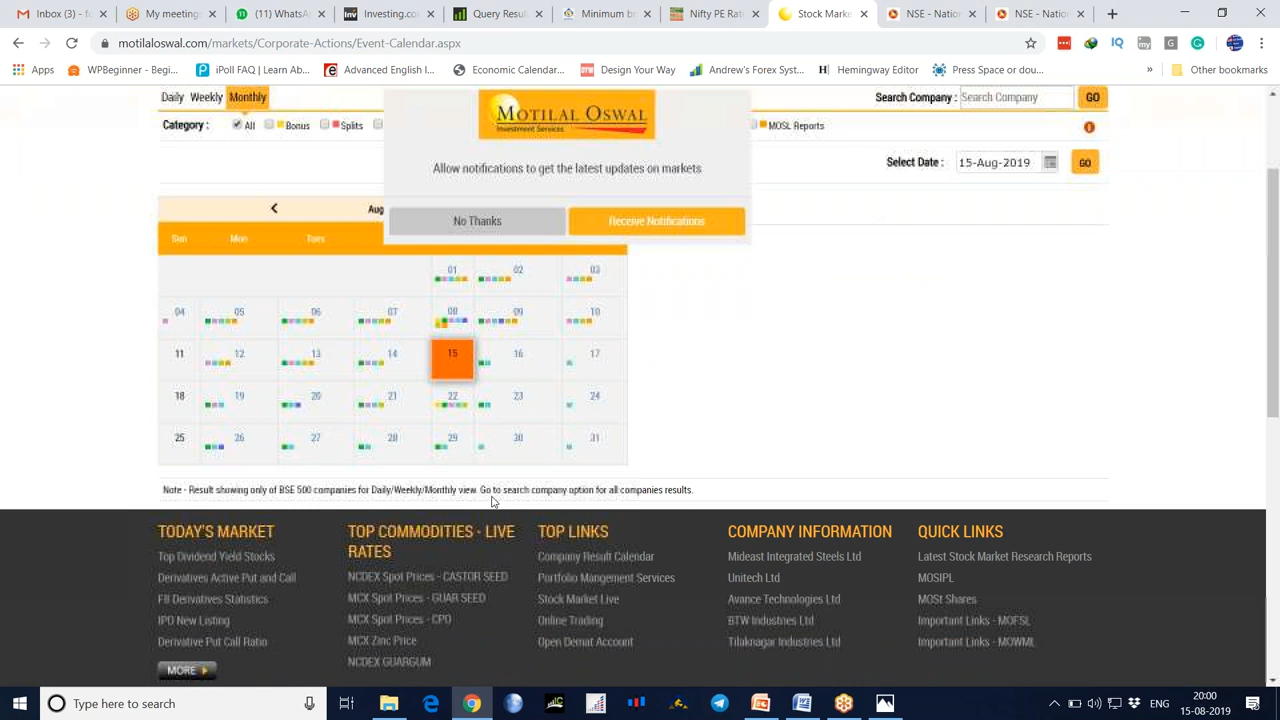 Inbox (3) - fo
My meetings
(11) WhatsA
Investing.co
Query Resul
Minimum br
Nifty PE Rat
Stock Marke
NSE - Nation
NSE - Nation
motilaloswal.com/markets/Corporate-Actions/Event-Calendar.aspx
Apps
WPBeginner - Begi...
iPoll FAQ | Learn Ab...
Advanced English I...
Economic Calendar...
Design Your Way
Andrew's Forex Syst...
Hemingway Editor
Press Space or dou...
»
Other bookmarks
Daily Weekly Monthly
Search Company : Search Company GO
Category : All Bonus Splits
MOSL Reports
MOTILAL OSWAL
Investment Services
Allow notifications to get the latest updates on markets
No Thanks Receive Notifications
Select Date : 15-Aug-2019 GO
Aug
Sun Mon Tues
01 02 03
04 05 06 07 08 09 10
11 12 13 14 15 16 17
18 19 20 21 22 23 24
25 26 27 28 29 30 31
Note - Result showing only of BSE 500 companies for Daily/Weekly/Monthly view. Go to search company option for all companies results.
TODAY'S MARKET
Top Dividend Yield Stocks
Derivatives Active Put and Call
FII Derivatives Statistics
IPO New Listing
Derivative Put Call Ratio
MORE
TOP COMMODITIES - LIVE
RATES
NCDEX Spot Prices - CASTOR SEED
MCX Spot Prices - GUAR SEED
MCX Spot Prices - CPO
MCX Zinc Price
NCDEX GUARGUM
TOP LINKS
Company Result Calendar
Portfolio Mangement Services
Stock Market Live
Online Trading
Open Demat Account
COMPANY INFORMATION
Mideast Integrated Steels Ltd
Unitech Ltd
Avance Technologies Ltd
BTW Industries Ltd
Tilaknagar Industries Ltd
QUICK LINKS
Latest Stock Market Research Reports
MOSIPL
MOSt Shares
Important Links - MOFSL
Important Links - MOWML
Type here to search
ENG
20:00
15-08-2019